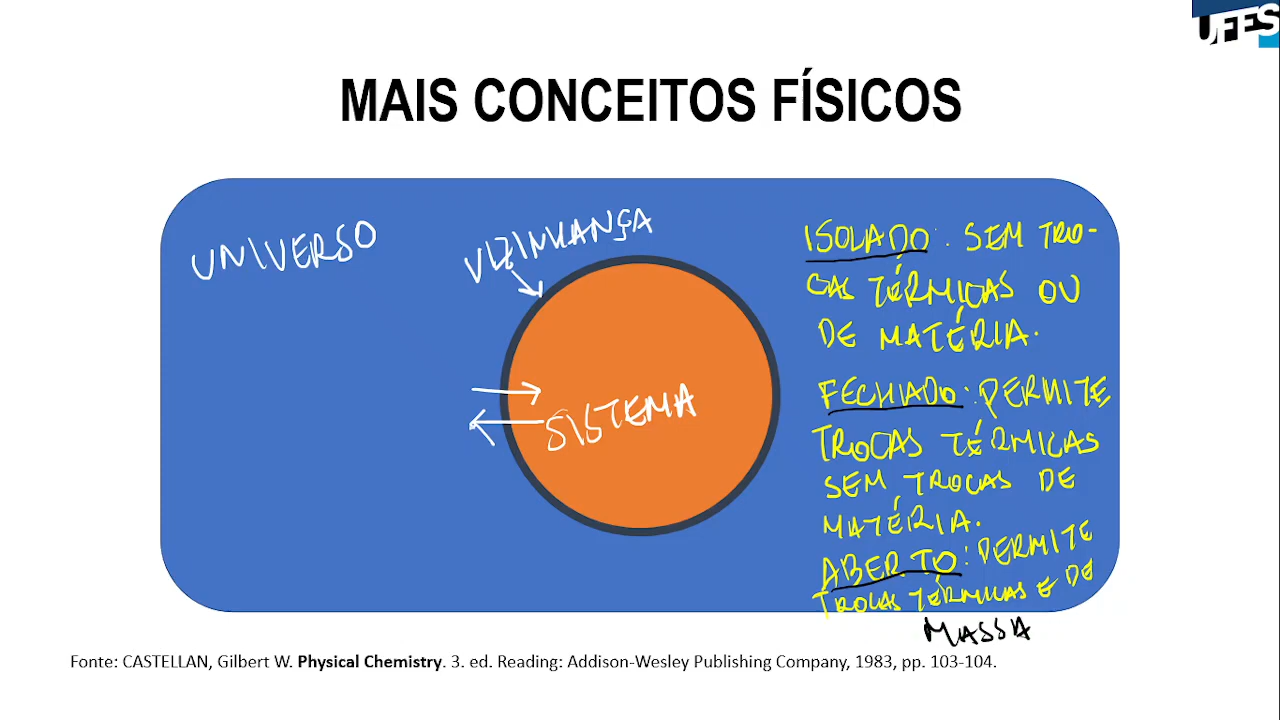 UFES
MAIS CONCEITOS FÍSICOS
UNIVERSO
VIZINHANÇA
SISTEMA
ISOLADO: SEM TRO-
CAS TÉRMICAS OU
DE MATÉRIA.
FECHADO: PERMITE
TROCAS TÉRMICAS
SEM TROCAS DE
MATÉRIA.
ABERTO: PERMITE
TROCAS TÉRMICAS E DE
MASSA
Fonte: CASTELLAN, Gilbert W. Physical Chemistry. 3. ed. Reading: Addison-Wesley Publishing Company, 1983, pp. 103-104.